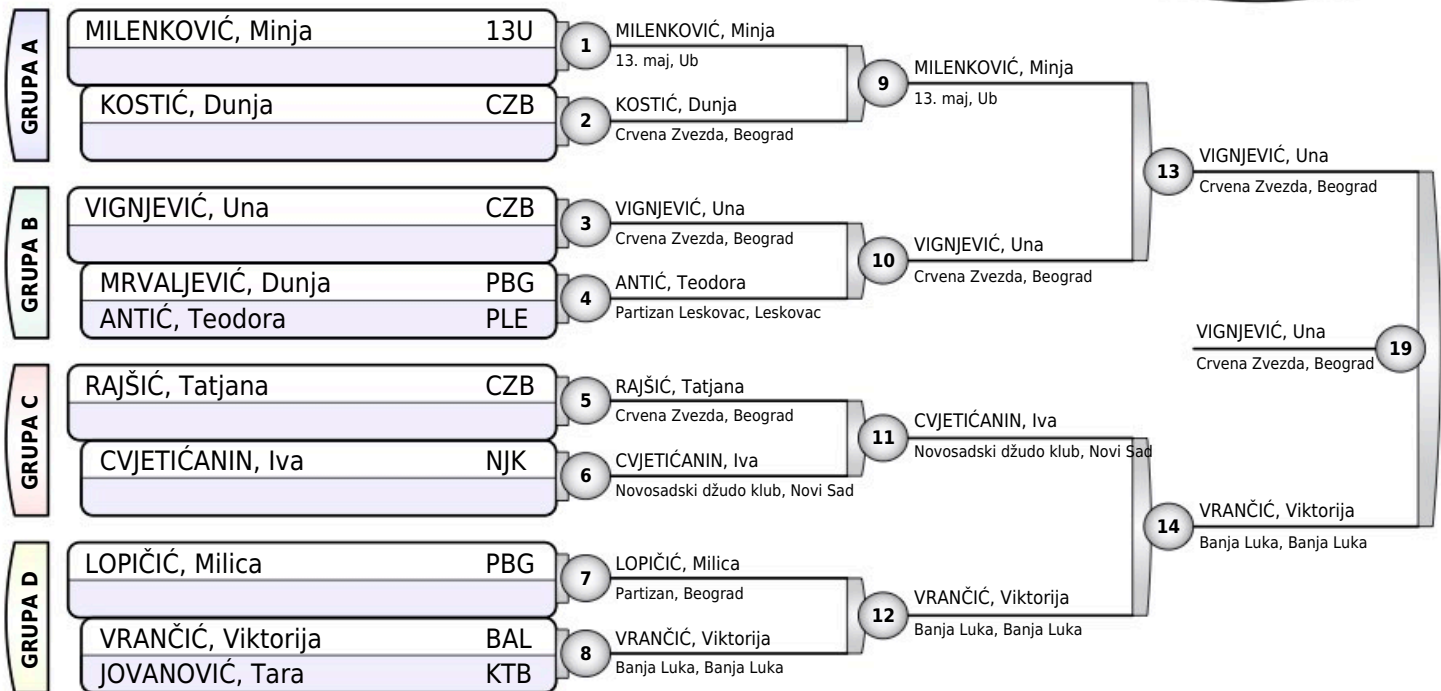 GRUPA A
MILENKOVIĆ, Minja 13U
KOSTIĆ, Dunja CZB
GRUPA B
VIGNJEVIĆ, Una CZB
MRVALJEVIĆ, Dunja PBG
ANTIĆ, Teodora PLE
GRUPA C
RAJŠIĆ, Tatjana CZB
CVJETIĆANIN, Iva NJK
GRUPA D
LOPIČIĆ, Milica PBG
VRANČIĆ, Viktorija BAL
JOVANOVIĆ, Tara KTB
1
MILENKOVIĆ, Minja
13. maj, Ub
2
KOSTIĆ, Dunja
Crvena Zvezda, Beograd
3
VIGNJEVIĆ, Una
Crvena Zvezda, Beograd
4
ANTIĆ, Teodora
Partizan Leskovac, Leskovac
5
RAJŠIĆ, Tatjana
Crvena Zvezda, Beograd
6
CVJETIĆANIN, Iva
Novosadski džudo klub, Novi Sad
7
LOPIČIĆ, Milica
Partizan, Beograd
8
VRANČIĆ, Viktorija
Banja Luka, Banja Luka
9
MILENKOVIĆ, Minja
13. maj, Ub
10
VIGNJEVIĆ, Una
Crvena Zvezda, Beograd
11
CVJETIĆANIN, Iva
Novosadski džudo klub, Novi Sad
12
VRANČIĆ, Viktorija
Banja Luka, Banja Luka
13
VIGNJEVIĆ, Una
Crvena Zvezda, Beograd
14
VRANČIĆ, Viktorija
Banja Luka, Banja Luka
VIGNJEVIĆ, Una
Crvena Zvezda, Beograd
19